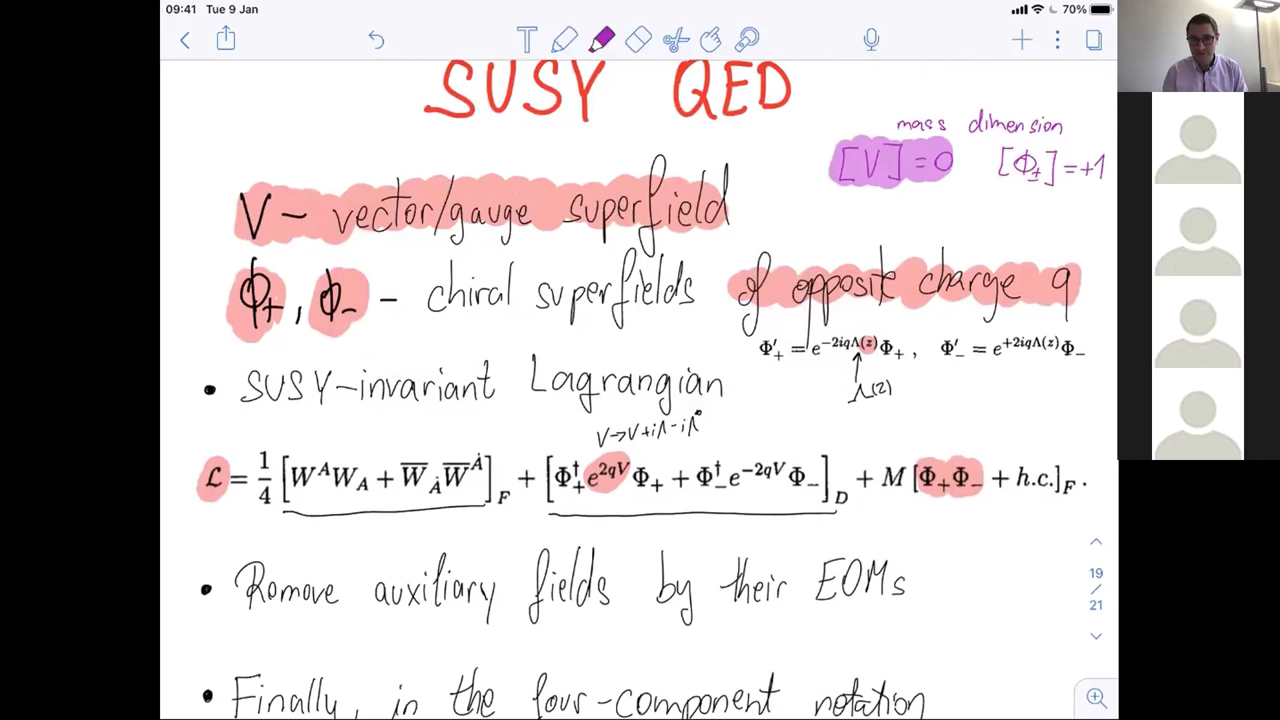 09:41 Tue 9 Jan
70%
SUSY QED
mass dimension
[V]=0 [Φ±]=+1
V – vector/gauge superfield
Φ₊, Φ₋ – chiral superfields of opposite charge q
Φ′₊ = e^{−2iqΛ(z)}Φ₊ , Φ′₋ = e^{+2iqΛ(z)}Φ₋
Λ(z)
• SUSY-invariant Lagrangian
V→V+iΛ−iΛ*
ℒ = 1/4 [W^A W_A + W̅_Ȧ W̅^Ȧ]_F + [Φ₊†e^{2qV}Φ₊ + Φ₋†e^{−2qV}Φ₋]_D + M [Φ₊Φ₋ + h.c.]_F .
• Remove auxiliary fields by their EOMs
19
/
21
• Finally, in the four-component notation